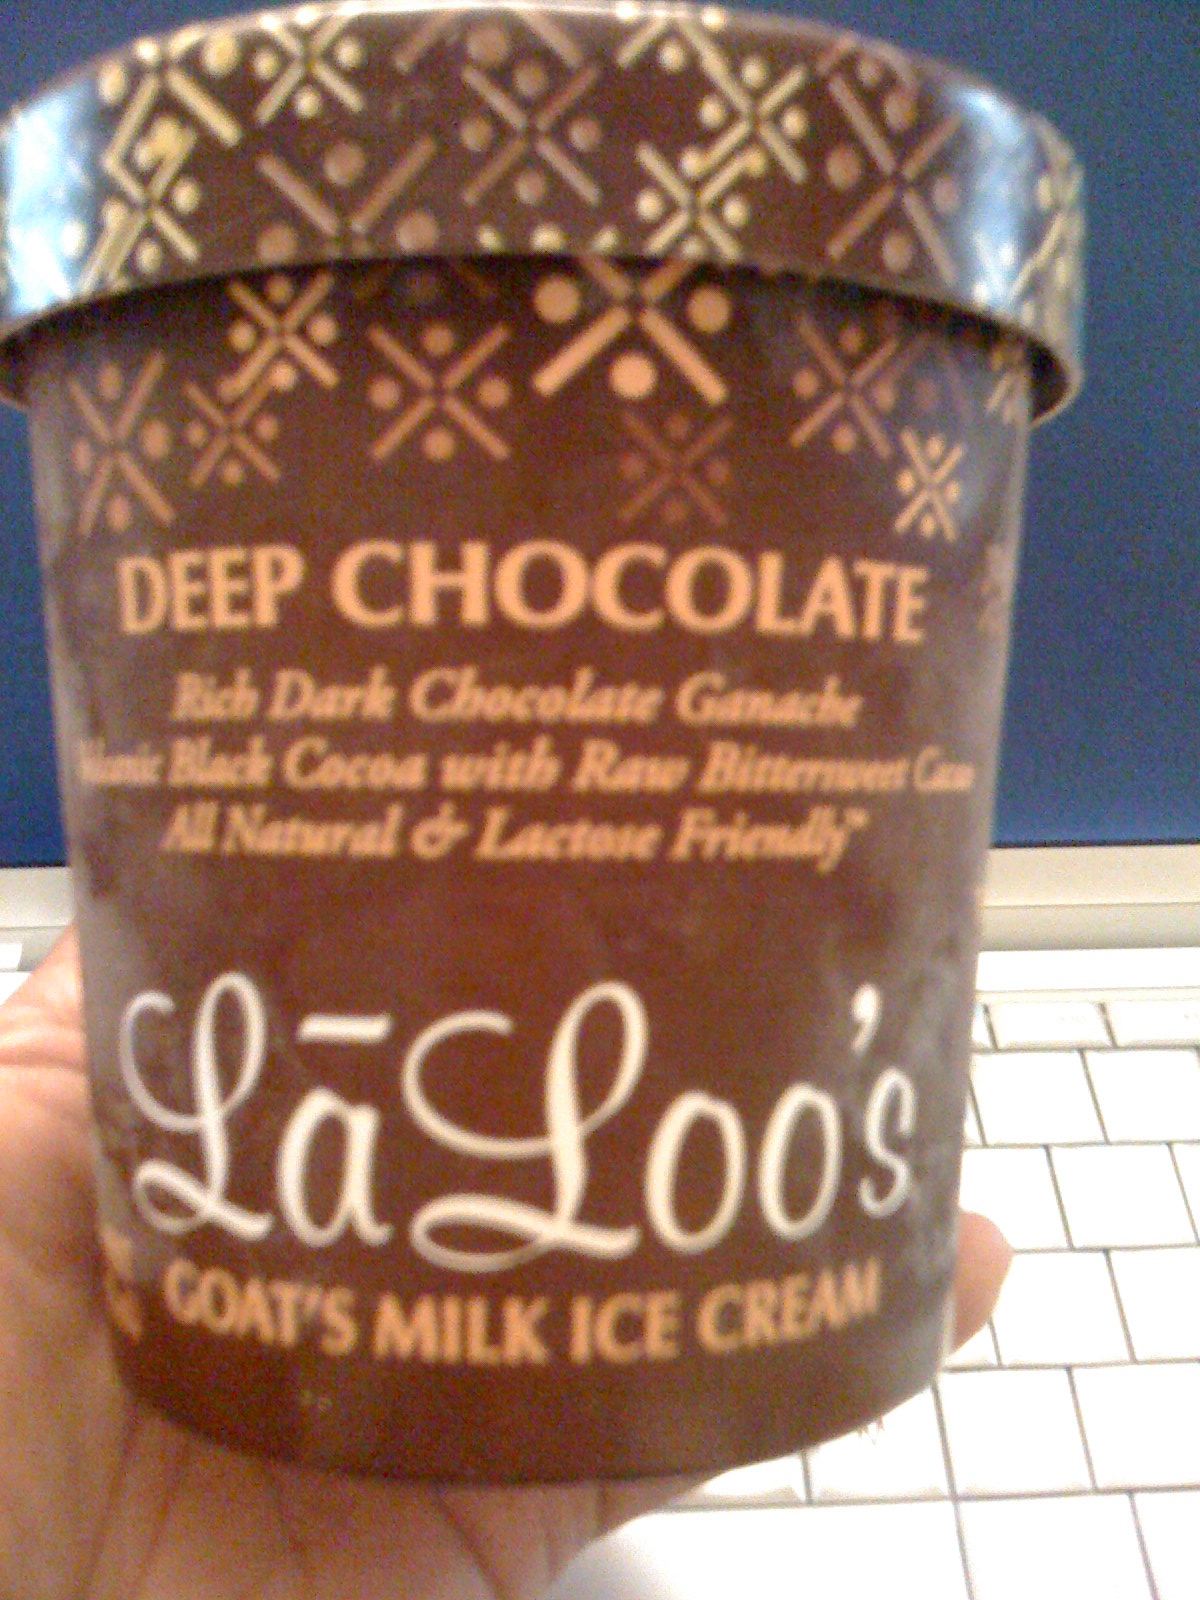 DEEP CHOCOLATE
Rich Dark Chocolate Ganache
Black Cocoa with Raw Bittersweet
All Natural & Lactose Friendly™
LāLoo's
GOAT'S MILK ICE CREAM